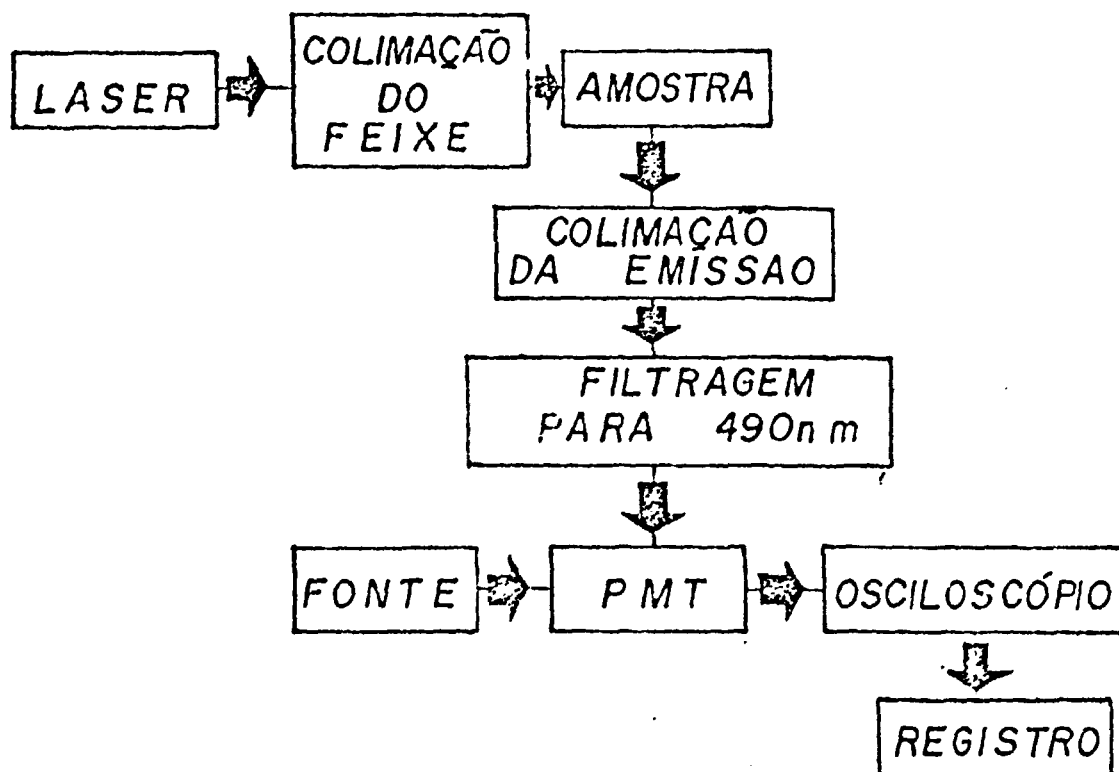 LASER
COLIMAÇÃO
DO
FEIXE
AMOSTRA
COLIMAÇÃO
DA EMISSAO
FILTRAGEM
PARA 490nm
FONTE
PMT
OSCILOSCÓPIO
REGISTRO